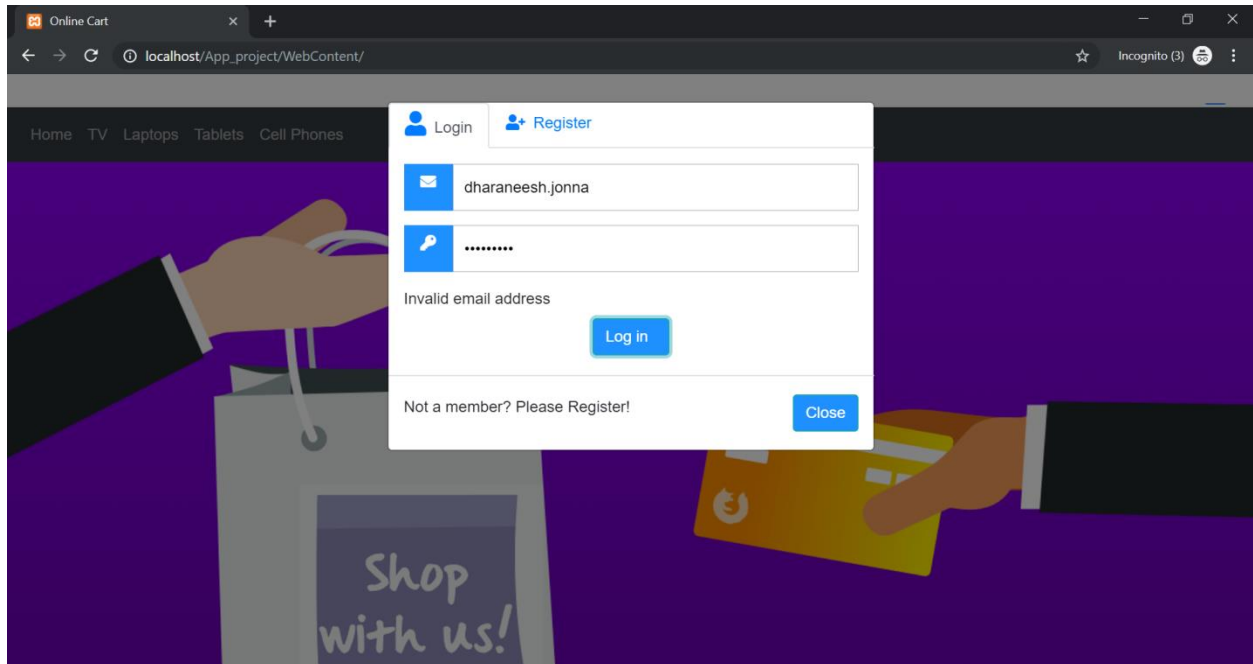 Online Cart
localhost/App_project/WebContent/
Incognito (3)
Home TV Laptops Tablets Cell Phones
Login
Register
dharaneesh.jonna
•••••••••
Invalid email address
Log in
Not a member? Please Register!
Close
Shop
with us!